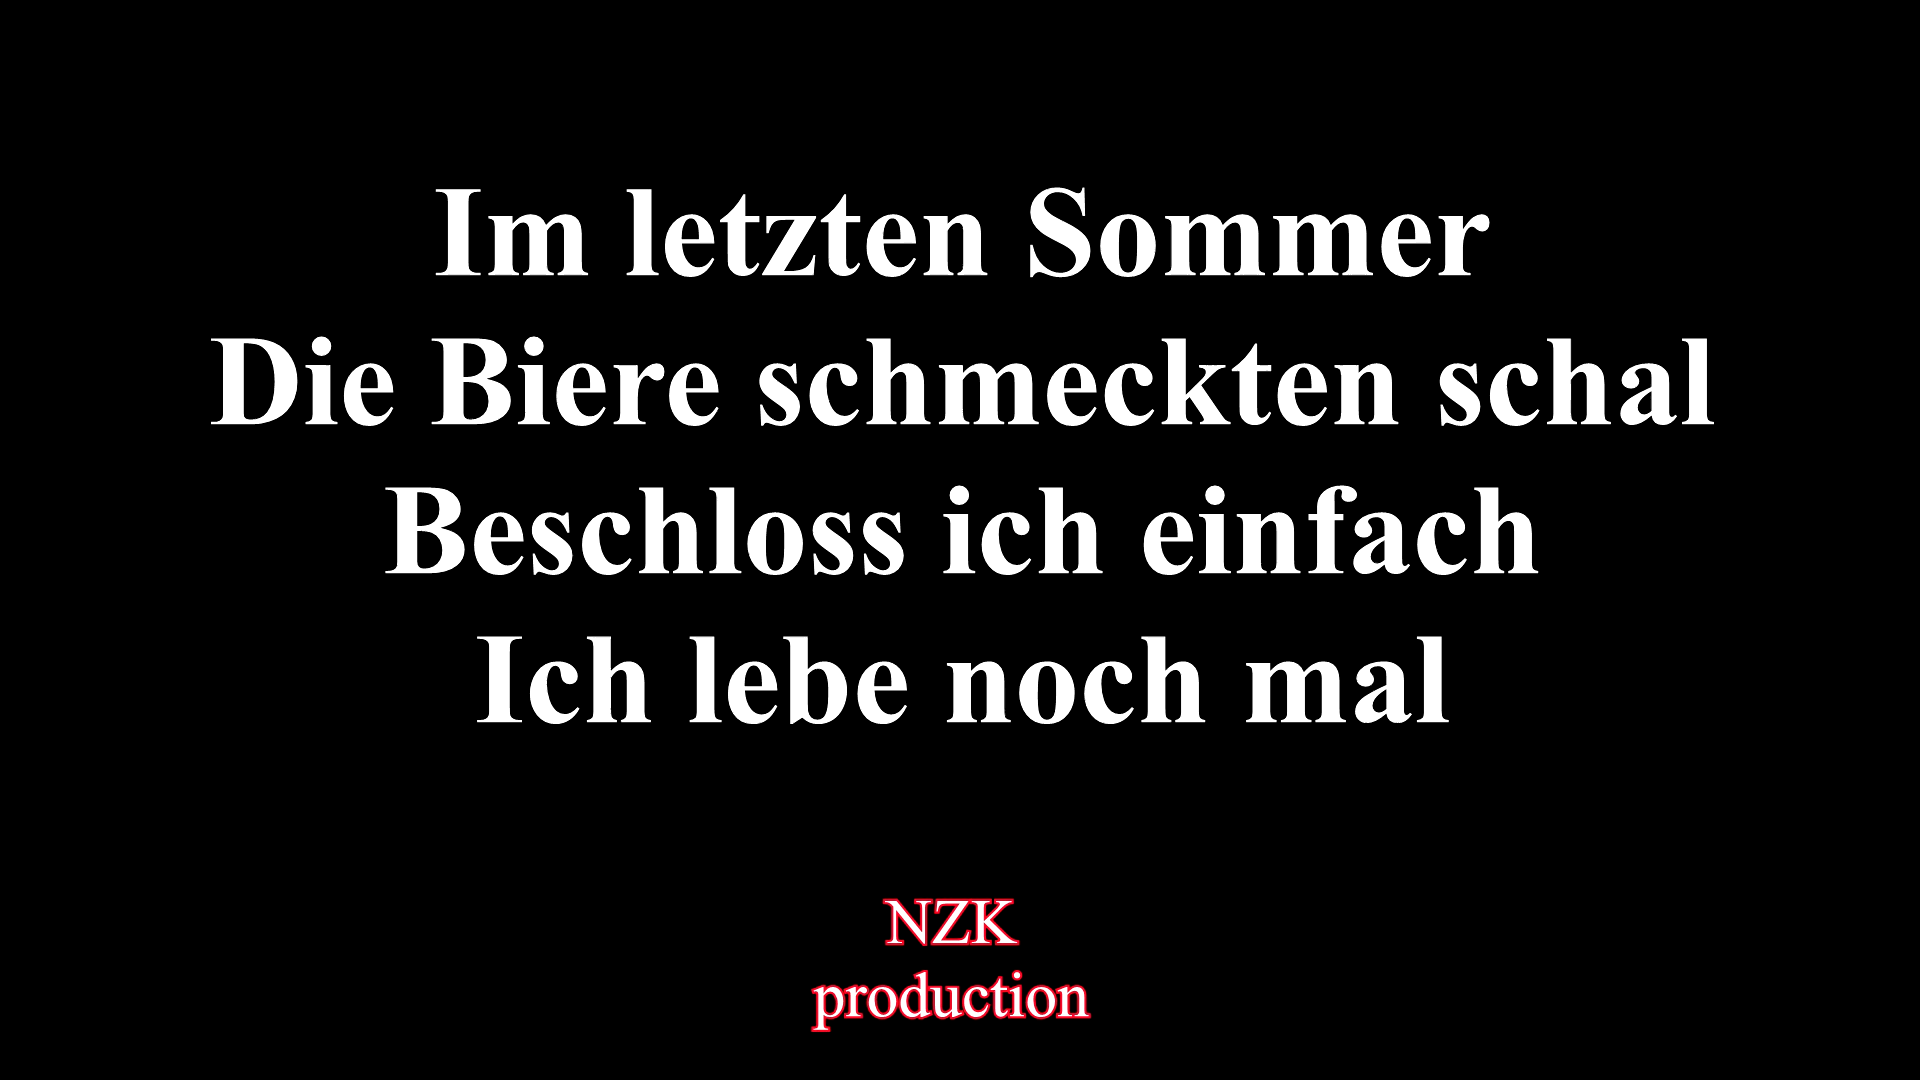 Im letzten Sommer
Die Biere schmeckten schal
Beschloss ich einfach
Ich lebe noch mal
NZK
production